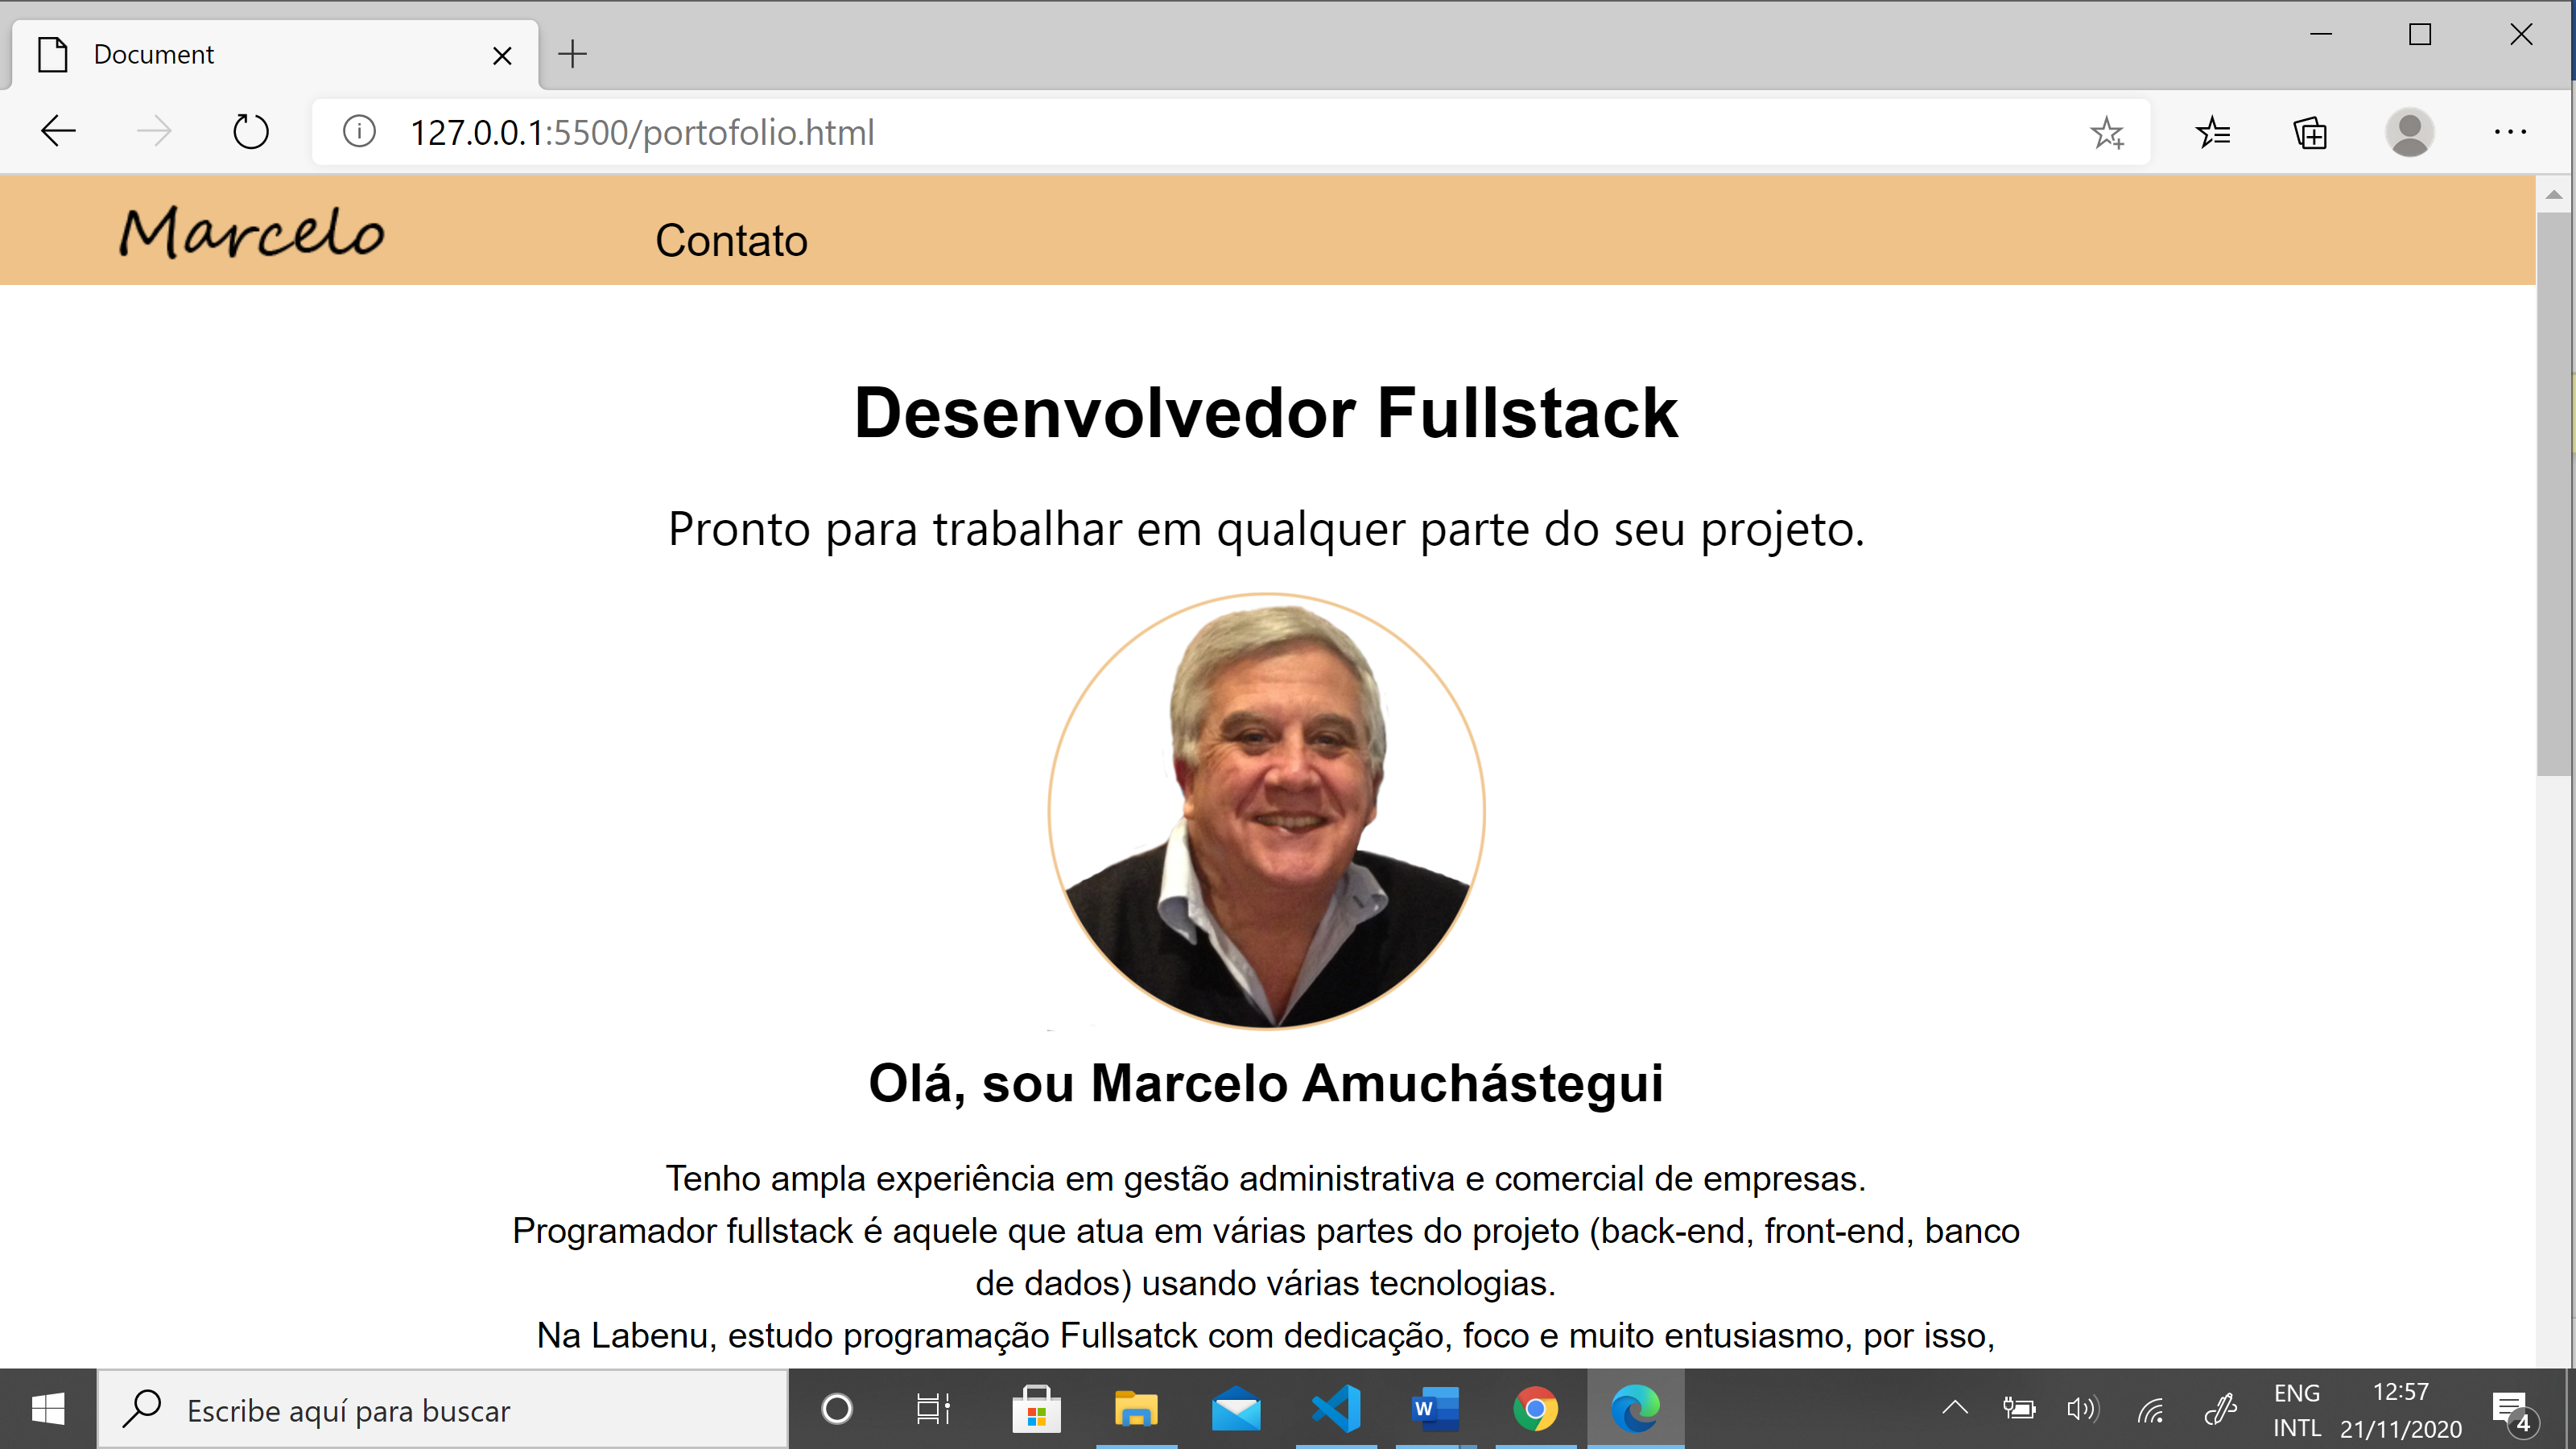 Document
127.0.0.1:5500/portofolio.html
Marcelo
Contato
Desenvolvedor Fullstack
Pronto para trabalhar em qualquer parte do seu projeto.
Olá, sou Marcelo Amuchástegui
Tenho ampla experiência em gestão administrativa e comercial de empresas.
Programador fullstack é aquele que atua em várias partes do projeto (back-end, front-end, banco
de dados) usando várias tecnologias.
Na Labenu, estudo programação Fullsatck com dedicação, foco e muito entusiasmo, por isso,
Escribe aquí para buscar
W
ENG
INTL
12:57
21/11/2020
4